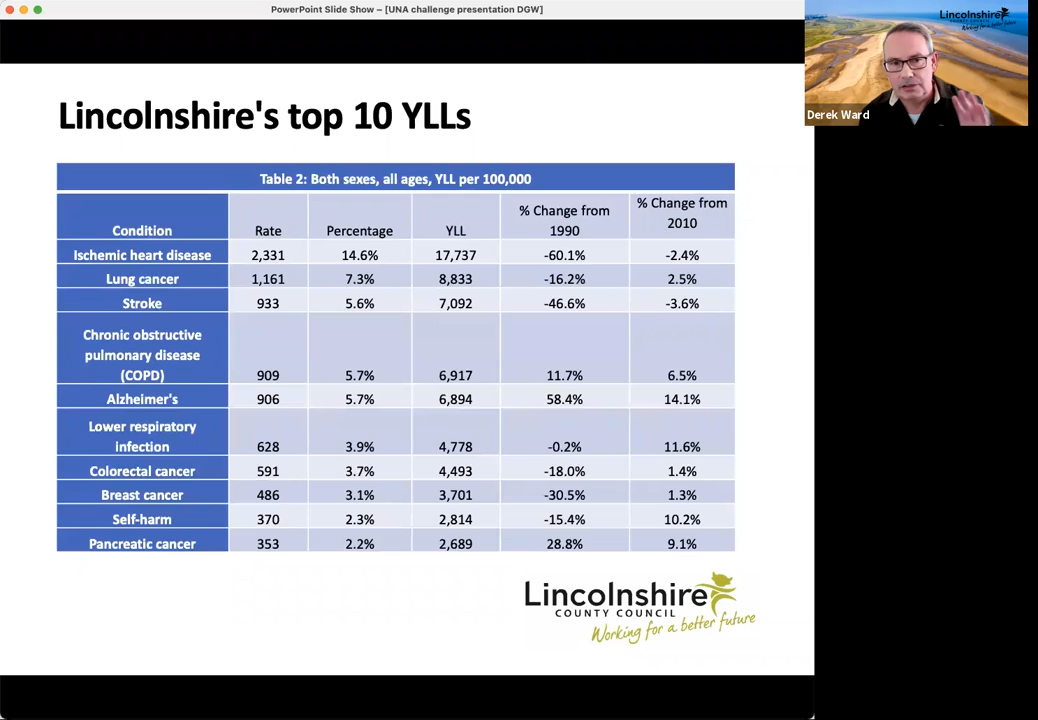 PowerPoint Slide Show – [UNA challenge presentation DGW]
Lincolnshire
Working for a better future
Derek Ward
Lincolnshire's top 10 YLLs
Table 2: Both sexes, all ages, YLL per 100,000
Condition Rate Percentage YLL % Change from 1990 % Change from 2010
Ischemic heart disease 2,331 14.6% 17,737 -60.1% -2.4%
Lung cancer 1,161 7.3% 8,833 -16.2% 2.5%
Stroke 933 5.6% 7,092 -46.6% -3.6%
Chronic obstructive
pulmonary disease
(COPD) 909 5.7% 6,917 11.7% 6.5%
Alzheimer's 906 5.7% 6,894 58.4% 14.1%
Lower respiratory
infection 628 3.9% 4,778 -0.2% 11.6%
Colorectal cancer 591 3.7% 4,493 -18.0% 1.4%
Breast cancer 486 3.1% 3,701 -30.5% 1.3%
Self-harm 370 2.3% 2,814 -15.4% 10.2%
Pancreatic cancer 353 2.2% 2,689 28.8% 9.1%
Lincolnshire
COUNTY COUNCIL
Working for a better future